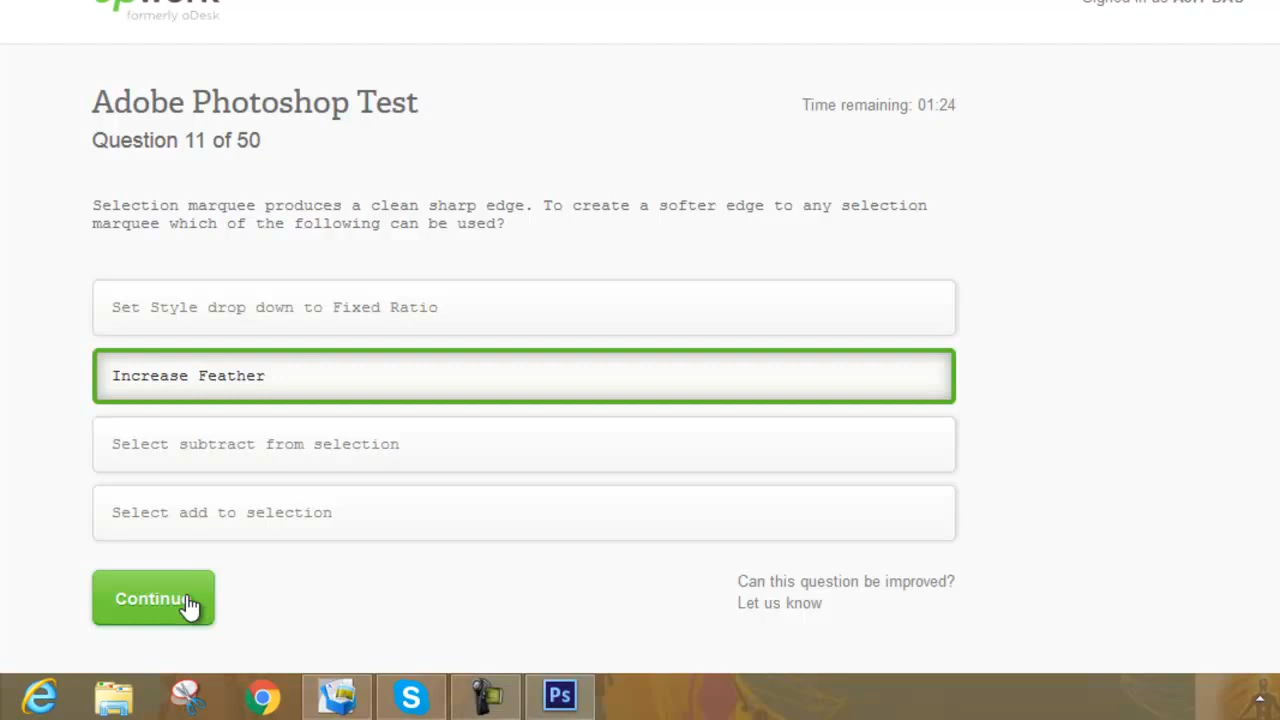 formerly oDesk
Adobe Photoshop Test
Time remaining: 01:24
Question 11 of 50
Selection marquee produces a clean sharp edge. To create a softer edge to any selection
marquee which of the following can be used?
Set Style drop down to Fixed Ratio
Increase Feather
Select subtract from selection
Select add to selection
Continu
Can this question be improved?
Let us know
Ps